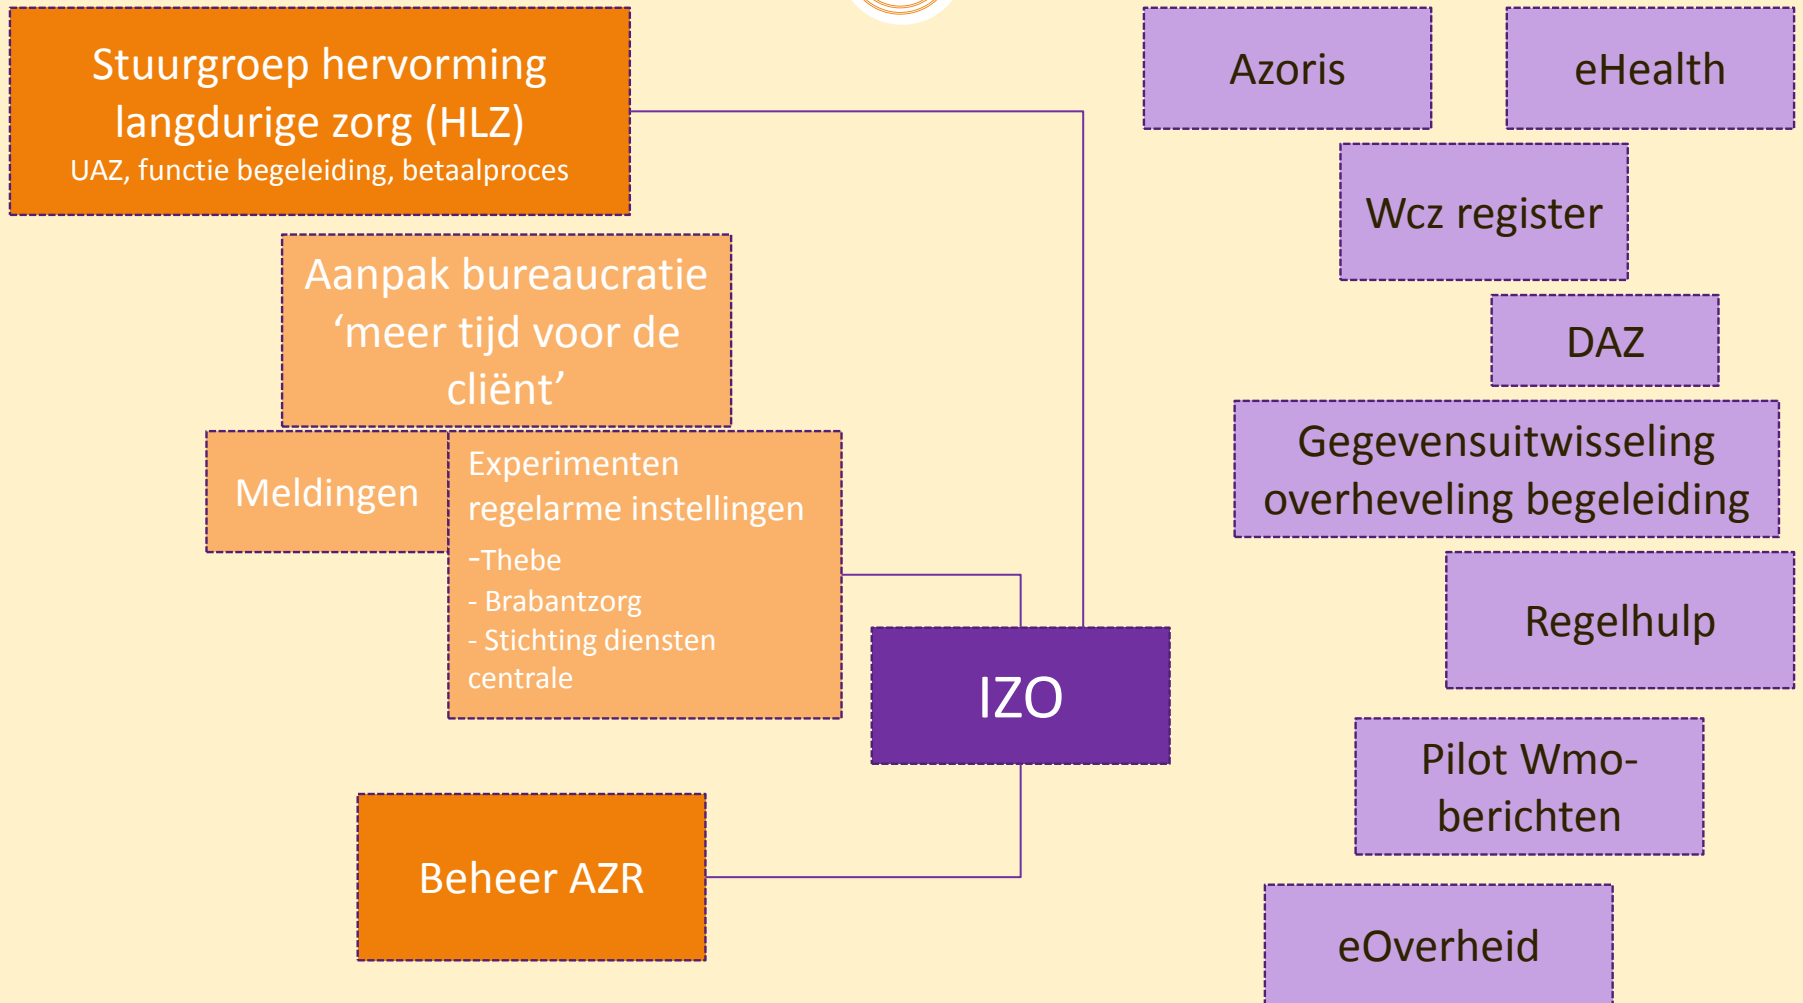 Stuurgroep hervorming
langdurige zorg (HLZ)
UAZ, functie begeleiding, betaalproces
Aanpak bureaucratie
‘meer tijd voor de
cliënt’
Meldingen
Experimenten
regelarme instellingen
-Thebe
- Brabantzorg
- Stichting diensten
centrale
IZO
Beheer AZR
Azoris
eHealth
Wcz register
DAZ
Gegevensuitwisseling
overheveling begeleiding
Regelhulp
Pilot Wmo-
berichten
eOverheid